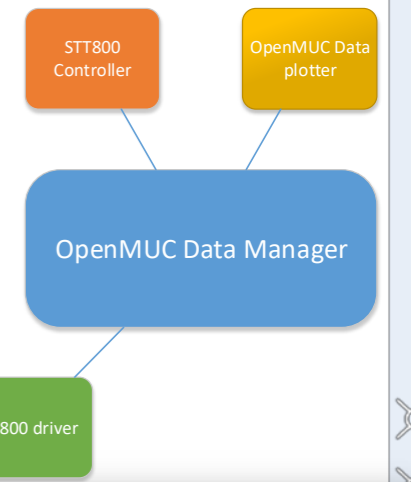 STT800
Controller
OpenMUC Data
plotter
OpenMUC Data Manager
800 driver